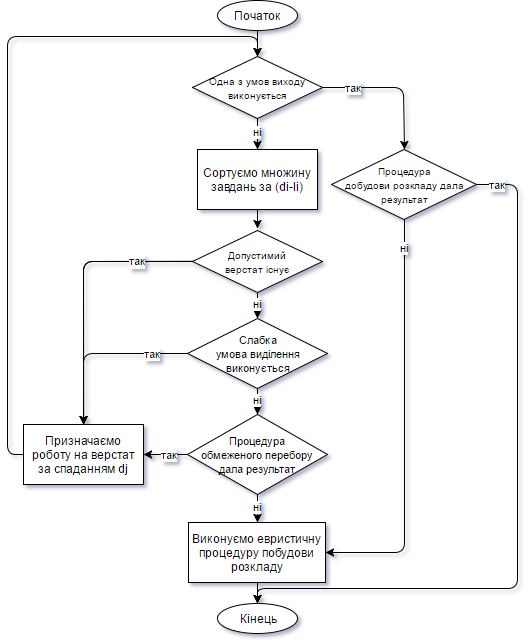 Початок
Одна з умов виходу
виконується
так
ні
Сортуємо множину
завдань за (di-li)
Процедура
добудови розкладу дала
результат
так
ні
Допустимий
верстат існує
так
ні
Слабка
умова виділення
виконується
так
ні
Призначаємо
роботу на верстат
за спаданням dj
так
Процедура
обмеженого перебору
дала результат
ні
Виконуємо евристичну
процедуру побудови
розкладу
Кінець